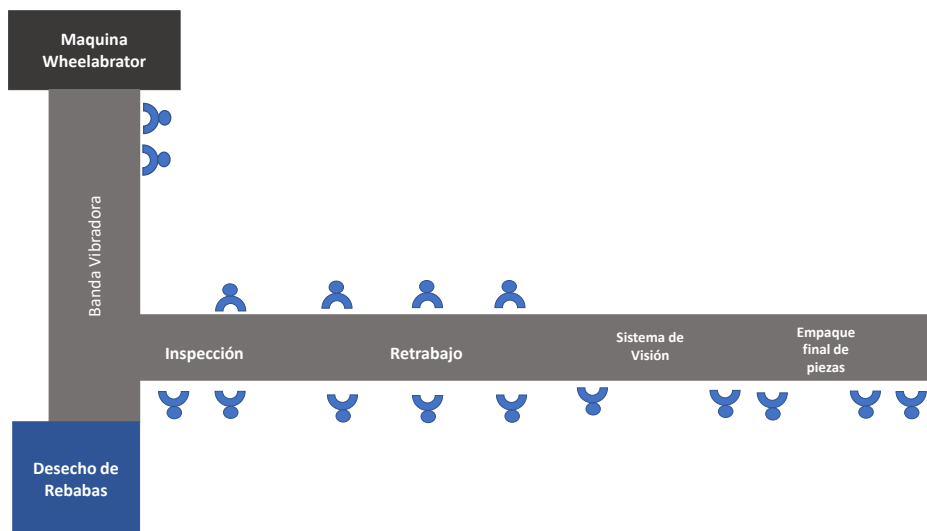 Maquina
Wheelabrator
Banda Vibradora
Inspección
Retrabajo
Sistema de
Visión
Empaque
final de
piezas
Desecho de
Rebabas